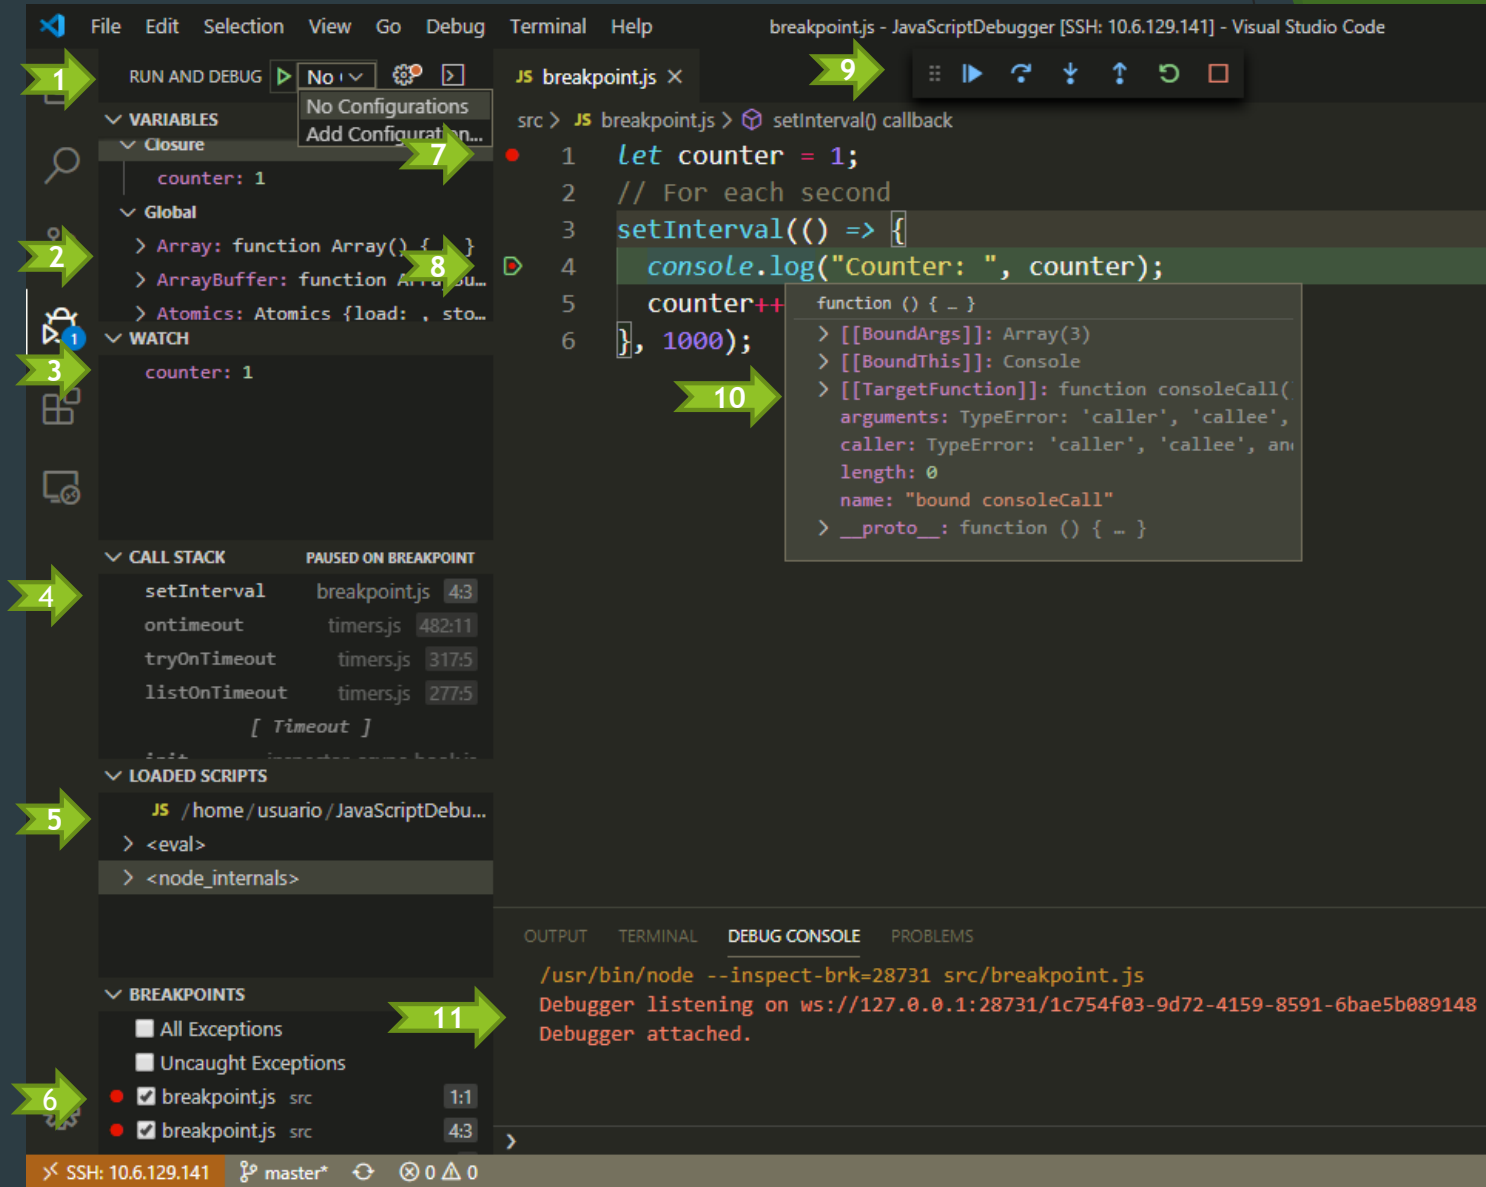 File Edit Selection View Go Debug Terminal Help breakpoint.js - JavaScriptDebugger [SSH: 10.6.129.141] - Visual Studio Code
1
RUN AND DEBUG No
No Configurations
Add Configuration...
VARIABLES
Closure
counter: 1
Global
2
Array: function Array() { }
ArrayBuffer: function
Atomics: Atomics {load: , sto…
WATCH
1
3
counter: 1
CALL STACK PAUSED ON BREAKPOINT
4
setInterval breakpoint.js 4:3
ontimeout timers.js 482:11
tryOnTimeout timers.js 317:5
listOnTimeout timers.js 277:5
[ Timeout ]
LOADED SCRIPTS
5
JS /home/usuario/JavaScriptDebu...
<eval>
<node_internals>
BREAKPOINTS
All Exceptions
Uncaught Exceptions
6
breakpoint.js src 1:1
breakpoint.js src 4:3
JS breakpoint.js
9
src > JS breakpoint.js > setInterval() callback
7
1 let counter = 1;
2 // For each second
3 setInterval(() => {
8
4 console.log("Counter: ", counter);
5 counter++
6 }, 1000);
10
function () { … }
[[BoundArgs]]: Array(3)
[[BoundThis]]: Console
[[TargetFunction]]: function consoleCall(
arguments: TypeError: 'caller', 'callee',
caller: TypeError: 'caller', 'callee', an
length: 0
name: "bound consoleCall"
__proto__: function () { … }
OUTPUT TERMINAL DEBUG CONSOLE PROBLEMS
/usr/bin/node --inspect-brk=28731 src/breakpoint.js
11
Debugger listening on ws://127.0.0.1:28731/1c754f03-9d72-4159-8591-6bae5b089148
Debugger attached.
SSH: 10.6.129.141 master* 0 0